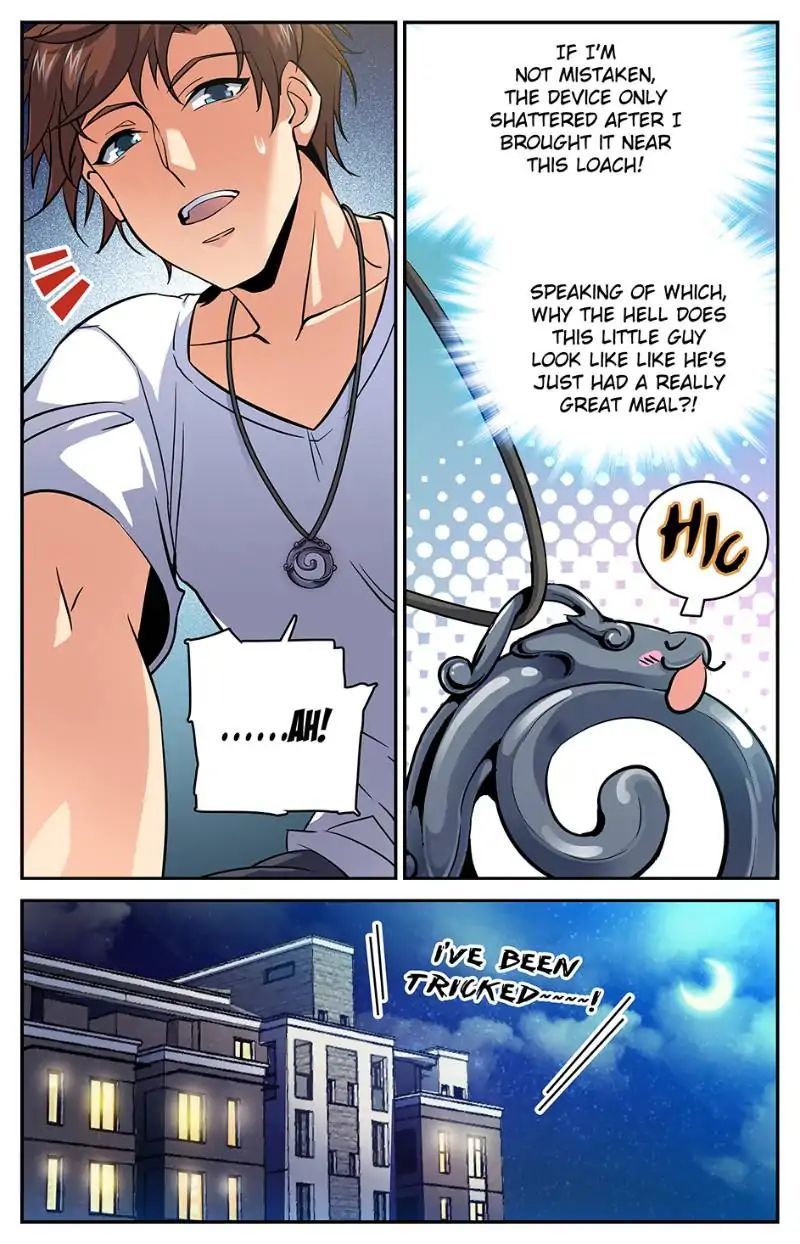 ......AH!
IF I'M
NOT MISTAKEN,
THE DEVICE ONLY
SHATTERED AFTER I
BROUGHT IT NEAR
THIS LOACH!
SPEAKING OF WHICH,
WHY THE HELL DOES
THIS LITTLE GUY
LOOK LIKE LIKE HE'S
JUST HAD A REALLY
GREAT MEAL?!
HIC
I'VE BEEN
TRICKED~~~~!